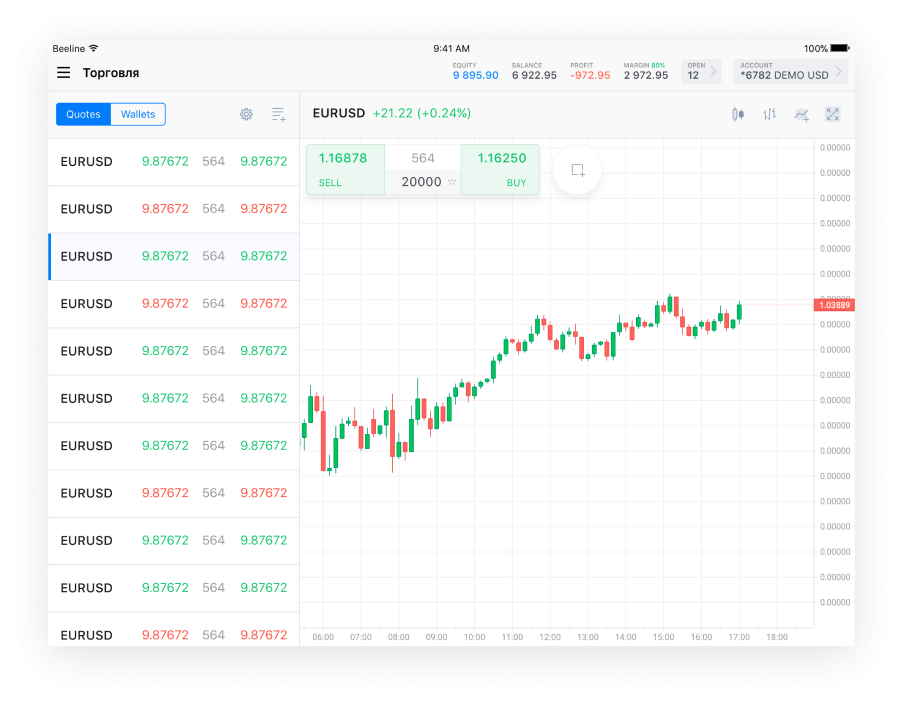 Beeline 9:41 AM 100%
Торговля
EQUITY BALANCE PROFIT MARGIN 80% OPEN ACCOUNT
9 895.90 6 922.95 -972.95 2 972.95 12 *6782 DEMO USD
Quotes Wallets
EURUSD +21.22 (+0.24%)
EURUSD 9.87672 564 9.87672
EURUSD 9.87672 564 9.87672
EURUSD 9.87672 564 9.87672
EURUSD 9.87672 564 9.87672
EURUSD 9.87672 564 9.87672
EURUSD 9.87672 564 9.87672
EURUSD 9.87672 564 9.87672
EURUSD 9.87672 564 9.87672
EURUSD 9.87672 564 9.87672
EURUSD 9.87672 564 9.87672
EURUSD 9.87672 564 9.87672
1.16878 564 1.16250
SELL 20000 BUY
0.00000
0.00000
0.00000
0.00000
0.00000
0.00000
0.00000
1.03889
0.00000
0.00000
0.00000
0.00000
0.00000
0.00000
0.00000
0.00000
0.00000
0.00000
0.00000
0.00000
06:00 07:00 08:00 09:00 10:00 11:00 12:00 13:00 14:00 15:00 16:00 17:00 18:00